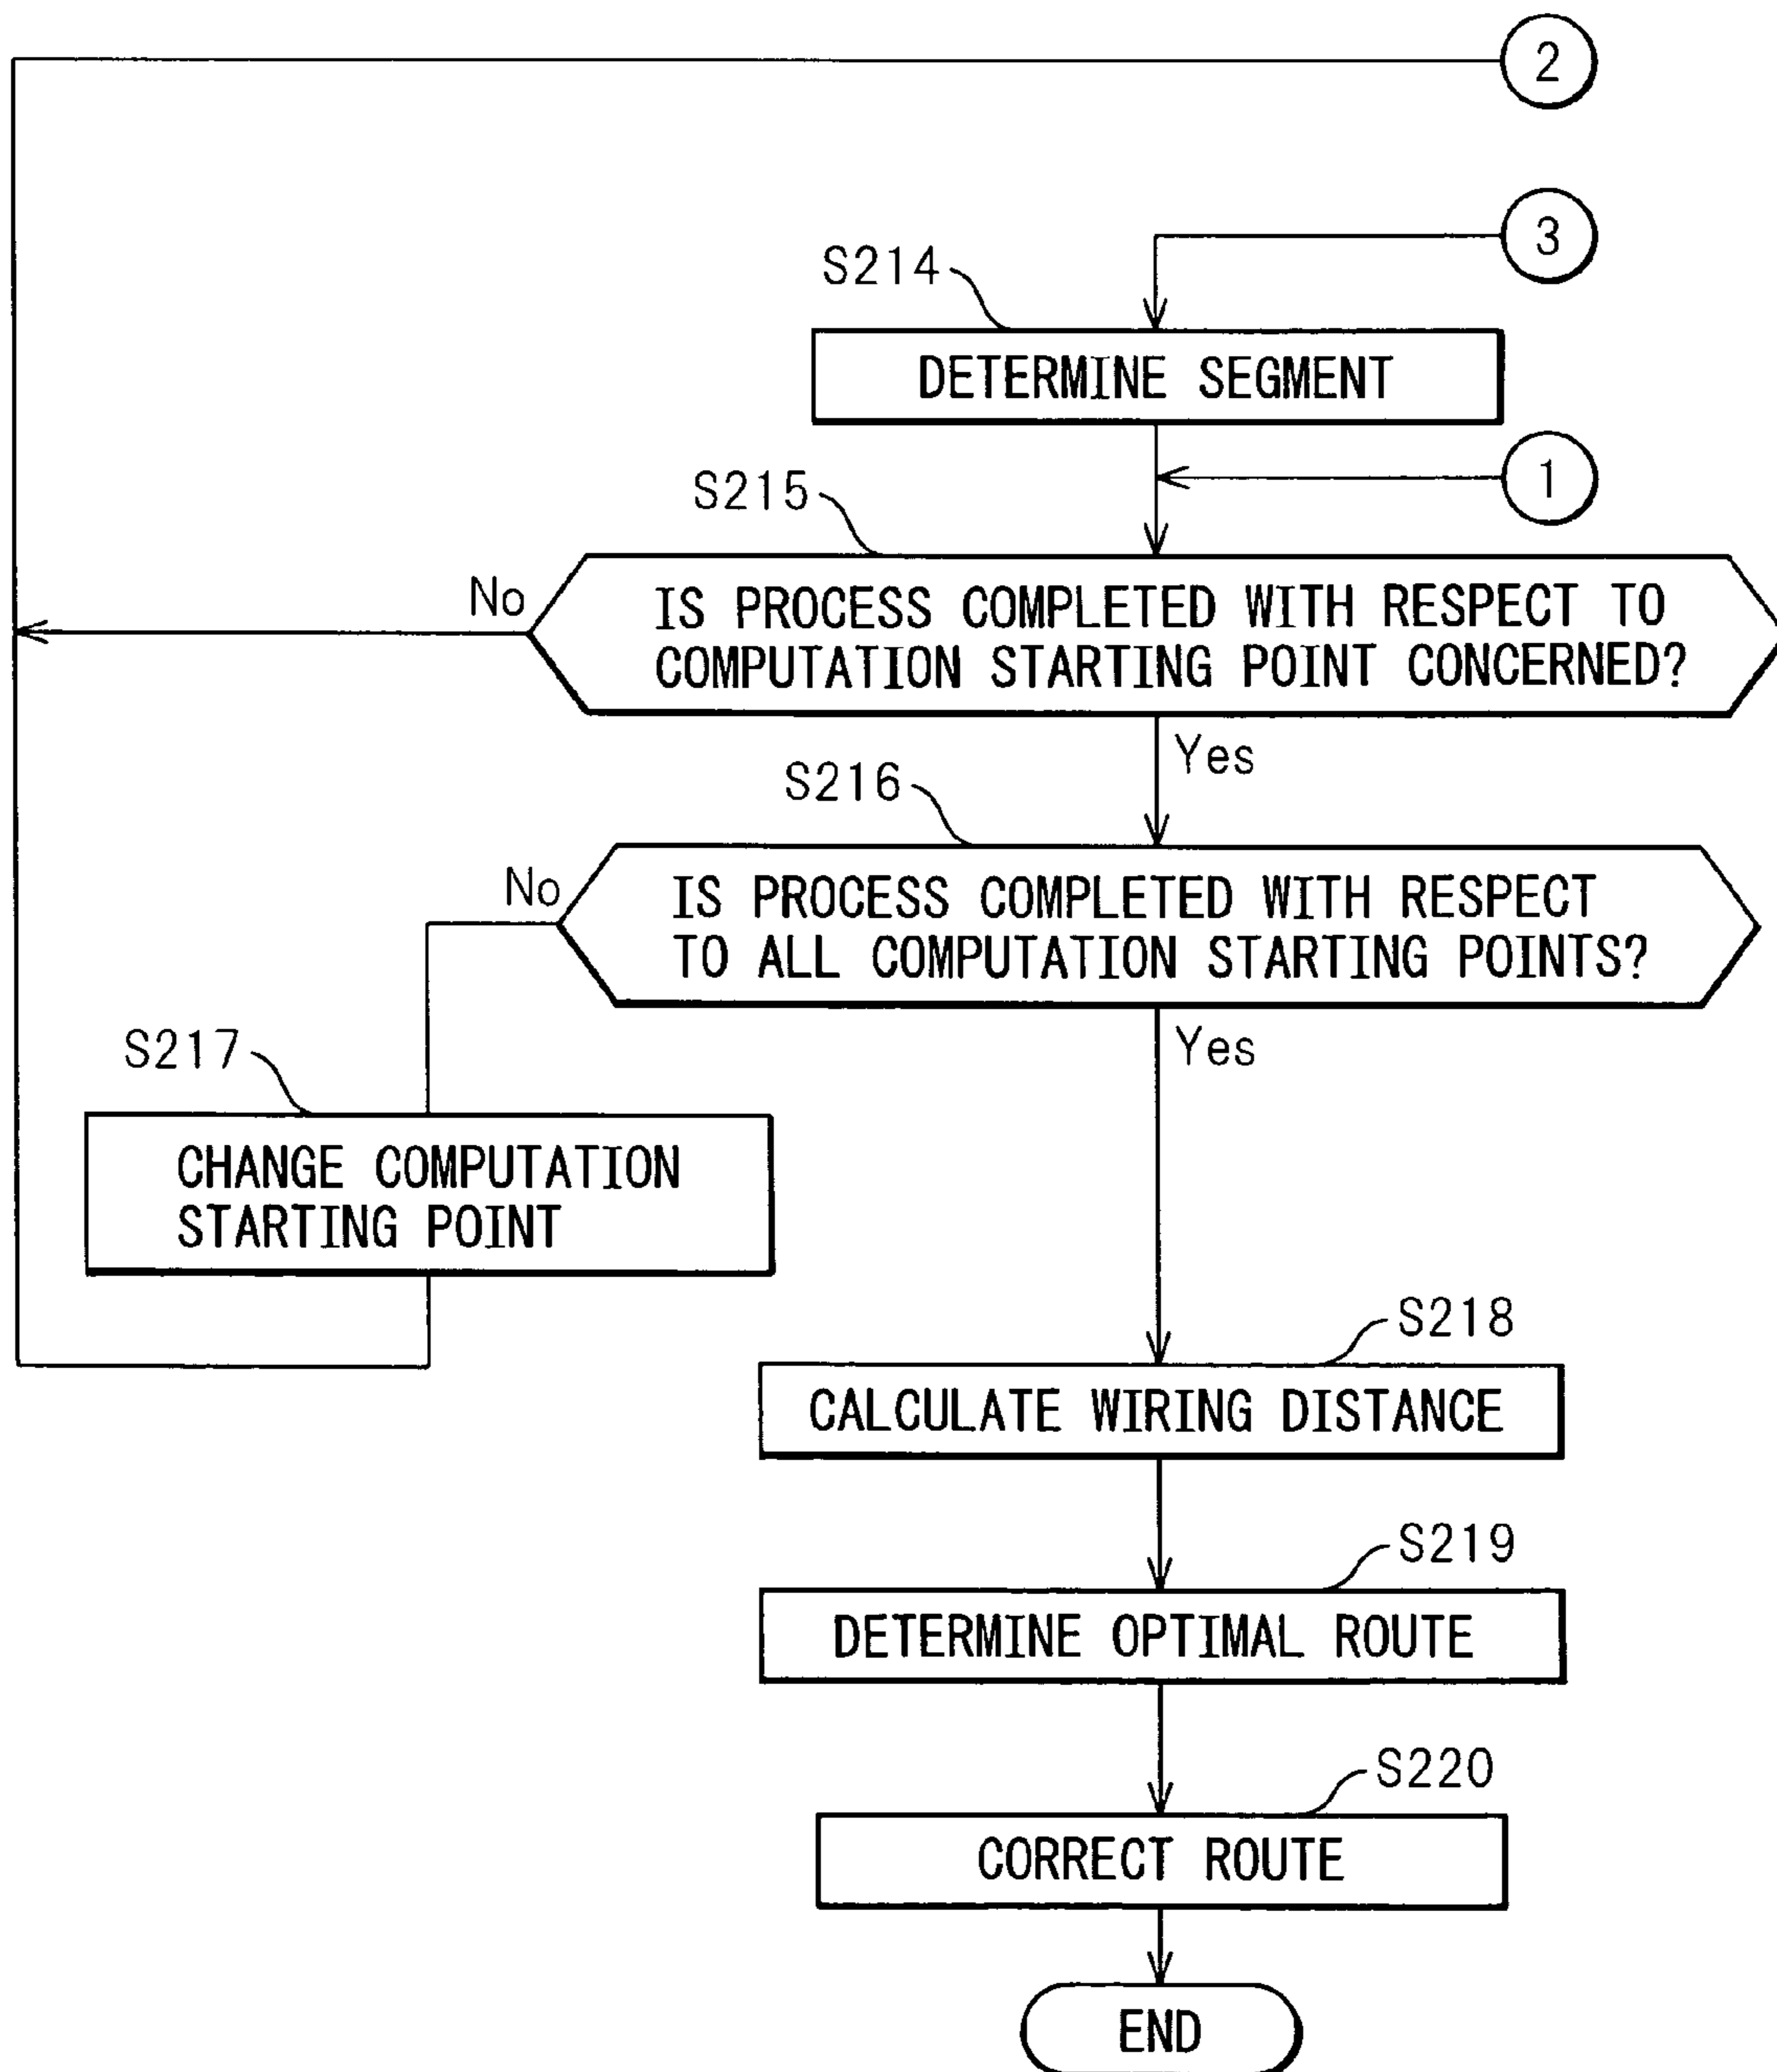 2
3
S214
DETERMINE SEGMENT
1
S215
No
IS PROCESS COMPLETED WITH RESPECT TO
COMPUTATION STARTING POINT CONCERNED?
Yes
S216
No
IS PROCESS COMPLETED WITH RESPECT
TO ALL COMPUTATION STARTING POINTS?
Yes
S217
CHANGE COMPUTATION
STARTING POINT
S218
CALCULATE WIRING DISTANCE
S219
DETERMINE OPTIMAL ROUTE
S220
CORRECT ROUTE
END